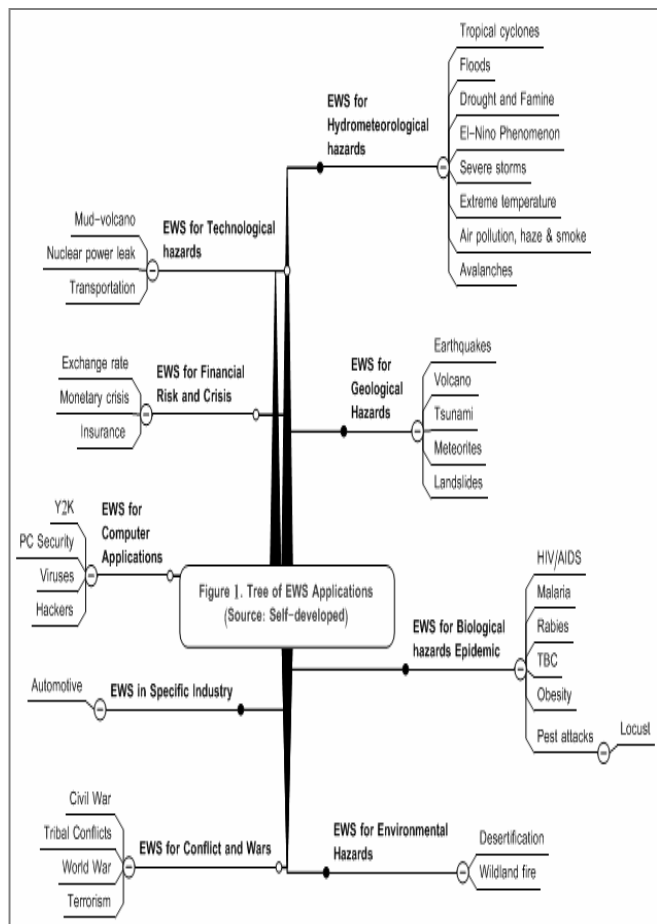 Tropical cyclones
Floods
EWS for
Hydrometeorological
hazards
Drought and Famine
El-Nino Phenomenon
Severe storms
Extreme temperature
Air pollution, haze & smoke
Avalanches
Mud-volcano
Nuclear power leak
Transportation
EWS for Technological
hazards
Exchange rate
Monetary crisis
Insurance
EWS for Financial
Risk and Crisis
EWS for
Geological
Hazards
Earthquakes
Volcano
Tsunami
Meteorites
Landslides
Y2K
PC Security
Viruses
Hackers
EWS for
Computer
Applications
Figure 1. Tree of EWS Applications
(Source: Self-developed)
EWS for Biological
hazards Epidemic
HIV/AIDS
Malaria
Rabies
TBC
Obesity
Pest attacks
Locust
Automotive
EWS in Specific Industry
Civil War
Tribal Conflicts
World War
Terrorism
EWS for Conflict and Wars
EWS for Environmental
Hazards
Desertification
Wildland fire